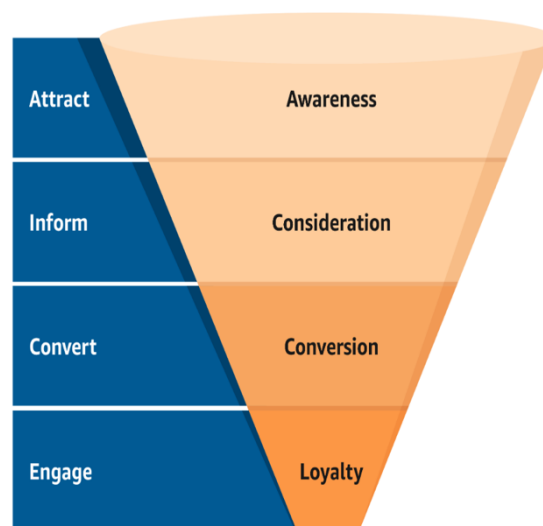 Attract
Awareness
Inform
Consideration
Convert
Conversion
Engage
Loyalty